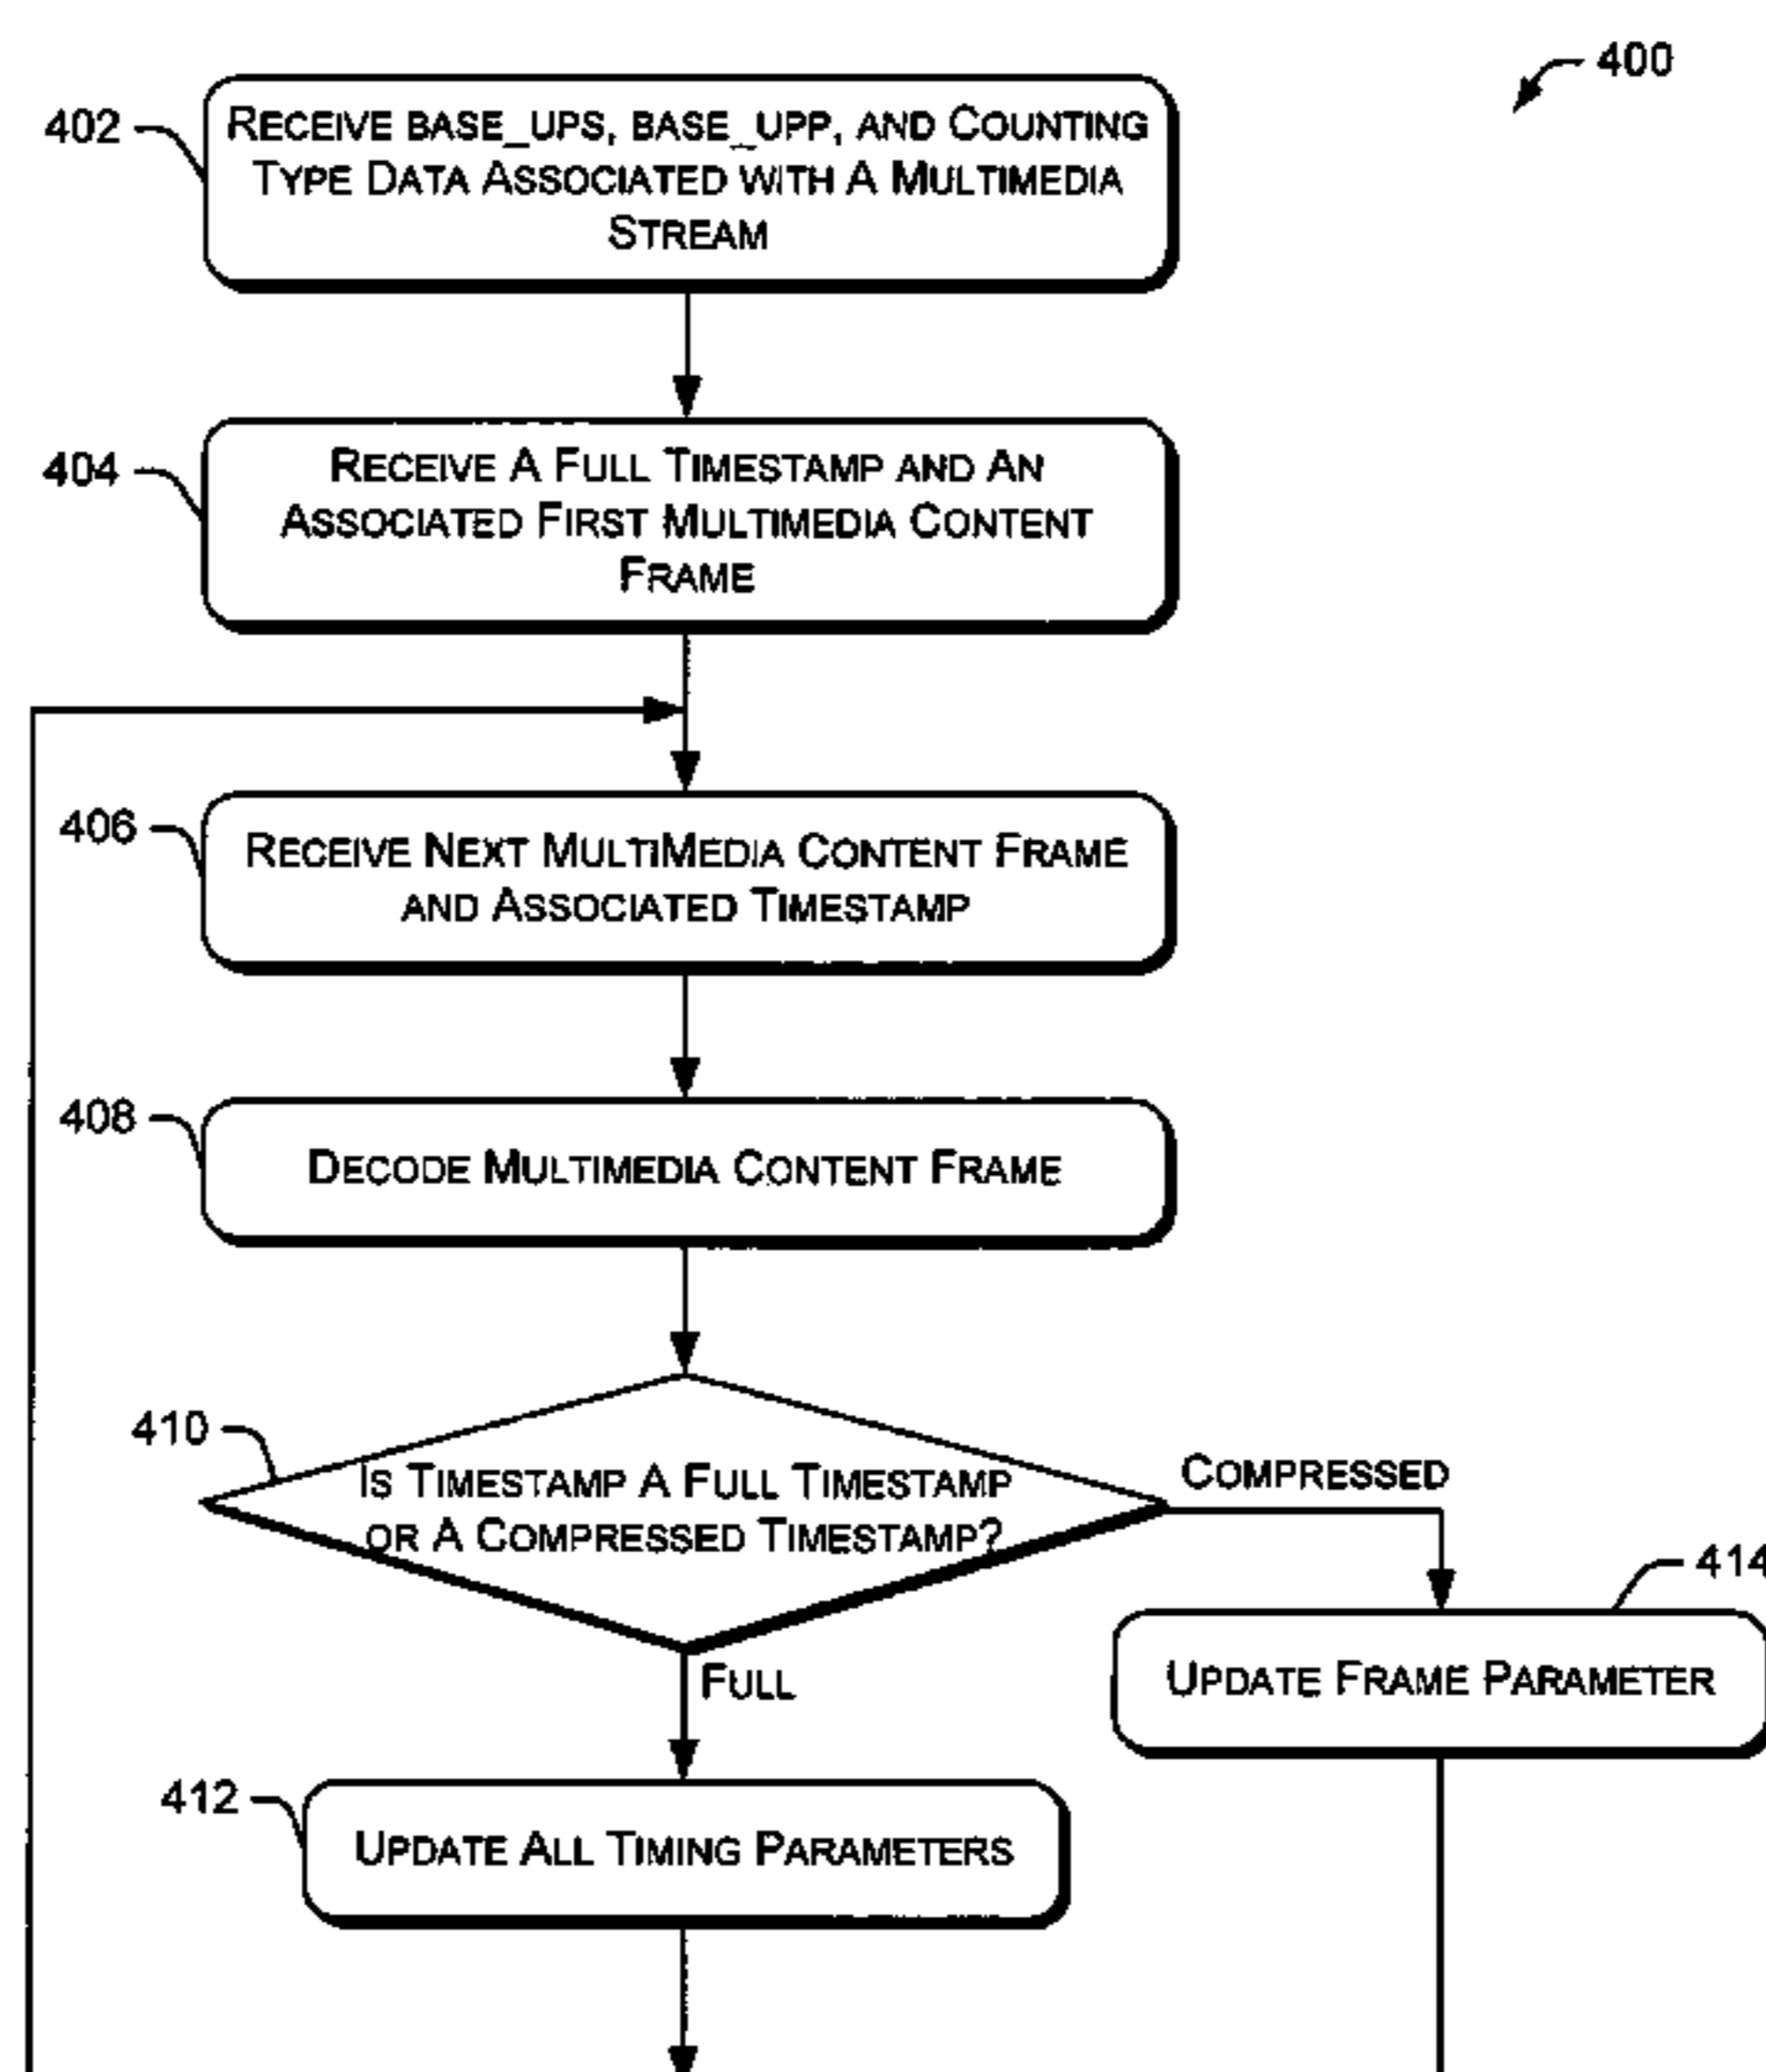 400
402
RECEIVE BASE_UPS, BASE_UPP, AND COUNTING
TYPE DATA ASSOCIATED WITH A MULTIMEDIA
STREAM
404
RECEIVE A FULL TIMESTAMP AND AN
ASSOCIATED FIRST MULTIMEDIA CONTENT
FRAME
406
RECEIVE NEXT MULTIMEDIA CONTENT FRAME
AND ASSOCIATED TIMESTAMP
408
DECODE MULTIMEDIA CONTENT FRAME
410
IS TIMESTAMP A FULL TIMESTAMP
OR A COMPRESSED TIMESTAMP?
COMPRESSED
414
UPDATE FRAME PARAMETER
FULL
412
UPDATE ALL TIMING PARAMETERS